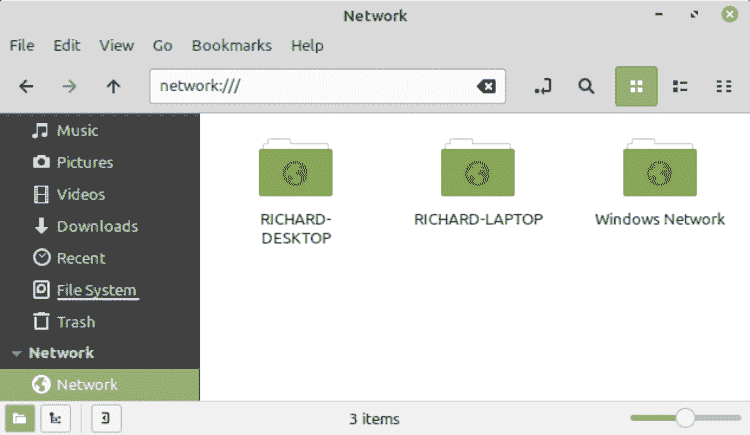 Network
File Edit View Go Bookmarks Help
network:///
Music
Pictures
Videos
Downloads
Recent
File System
Trash
Network
Network
RICHARD-
DESKTOP
RICHARD-LAPTOP
Windows Network
3 items